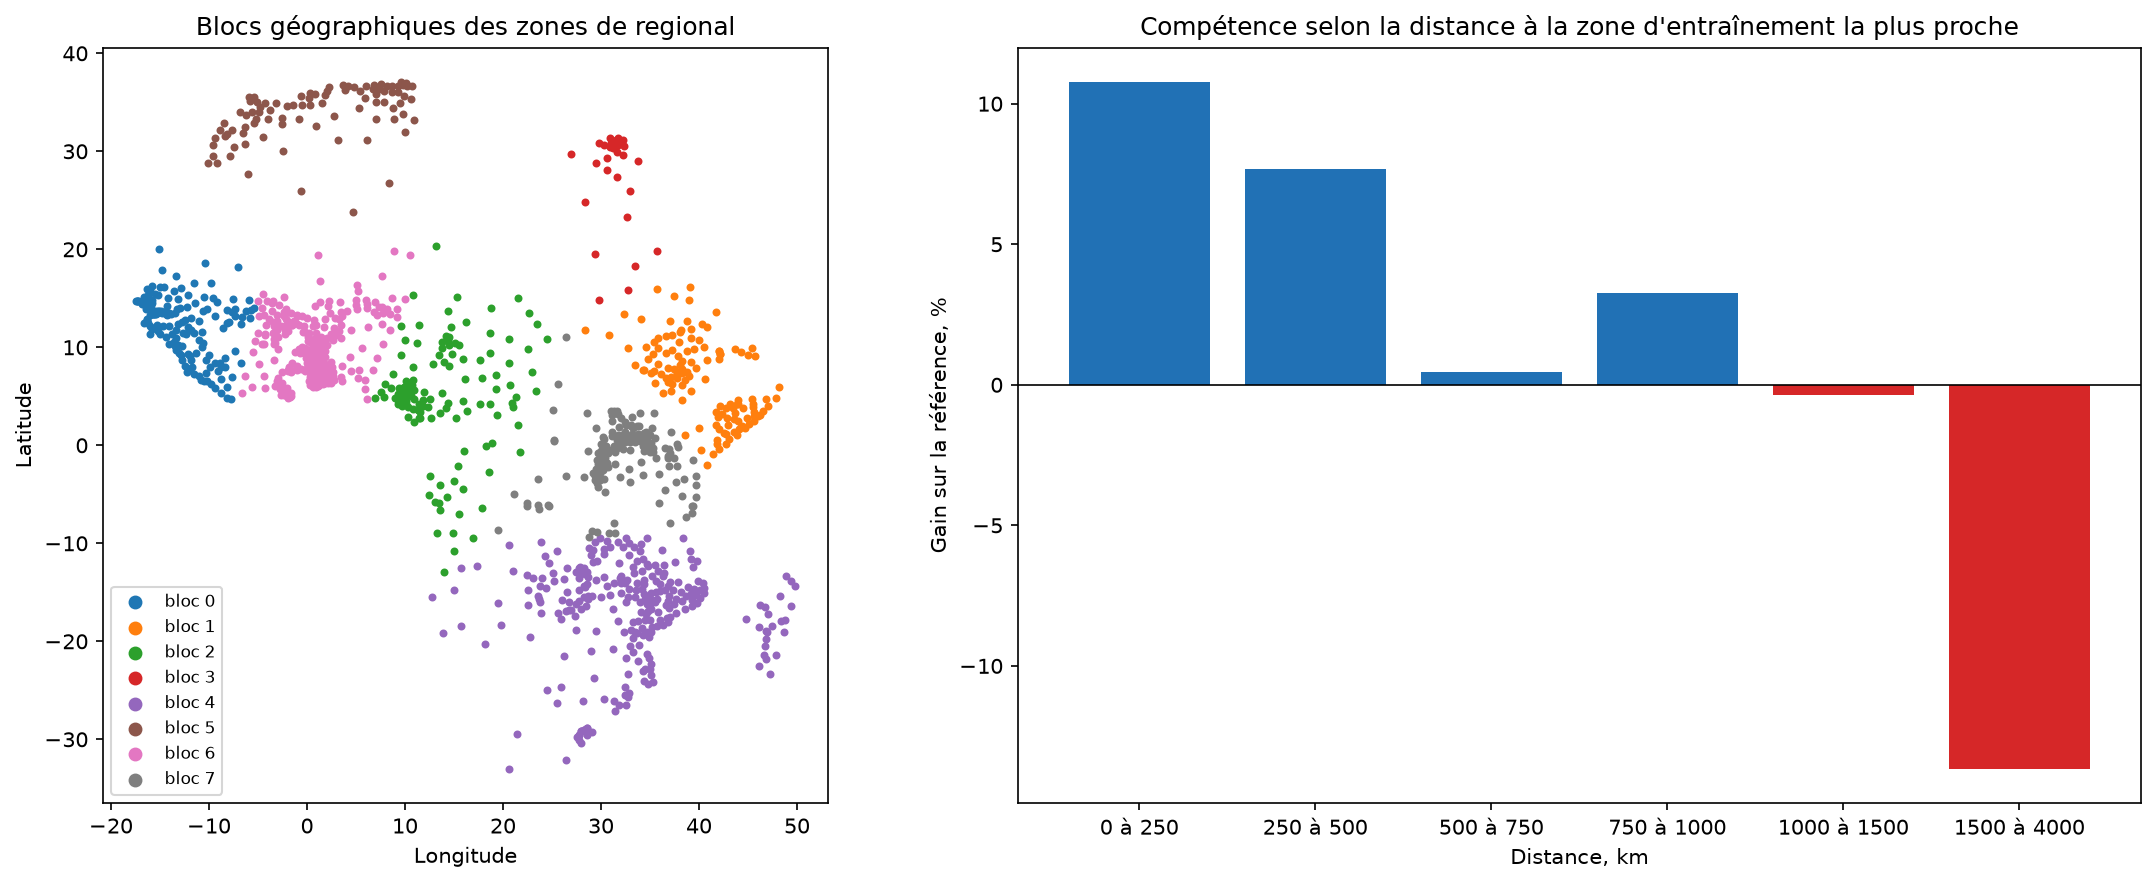 Blocs géographiques des zones de regional
40
30
20
10
0
−10
−20
−30
Latitude
bloc 0
bloc 1
bloc 2
bloc 3
bloc 4
bloc 5
bloc 6
bloc 7
−20 −10 0 10 20 30 40 50
Longitude
Compétence selon la distance à la zone d'entraînement la plus proche
10
5
0
−5
−10
Gain sur la référence, %
0 à 250 250 à 500 500 à 750 750 à 1000 1000 à 1500 1500 à 4000
Distance, km